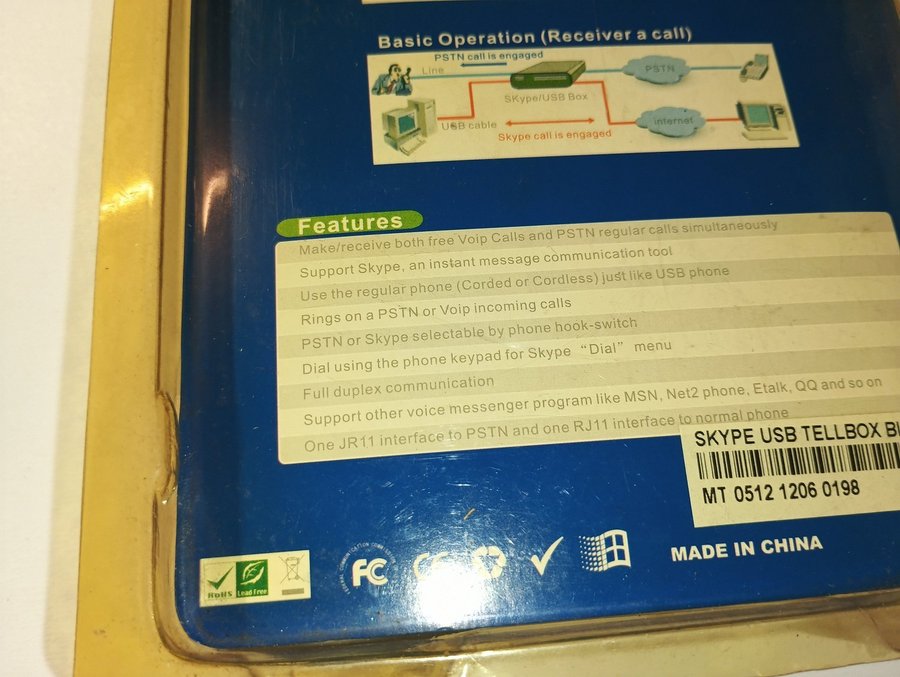 Basic Operation (Receiver a call)
PSTN call is engaged
Line
PSTN
SKype/USB Box
USB cable
internet
Skype call is engaged
Features
Make/receive both free Voip Calls and PSTN regular calls simultaneously
Support Skype, an instant message communication tool
Use the regular phone (Corded or Cordless) just like USB phone
Rings on a PSTN or Voip incoming calls
PSTN or Skype selectable by phone hook-switch
Dial using the phone keypad for Skype “Dial” menu
Full duplex communication
Support other voice messenger program like MSN, Net2 phone, Etalk, QQ and so on
One JR11 interface to PSTN and one RJ11 interface to normal phone
SKYPE USB TELLBOX
MT 0512 1206 0198
RoHS
Lead Free
FC
CE
MADE IN CHINA